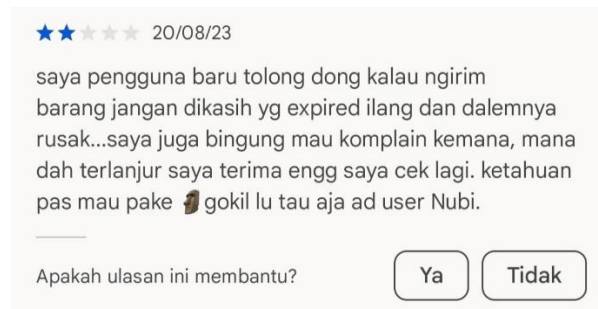 20/08/23
saya pengguna baru tolong dong kalau ngirim
barang jangan dikasih yg expired ilang dan dalemnya
rusak...saya juga bingung mau komplain kemana, mana
dah terlanjur saya terima engg saya cek lagi. ketahuan
pas mau pake 🗿 gokil lu tau aja ad user Nubi.
Apakah ulasan ini membantu?
Ya
Tidak